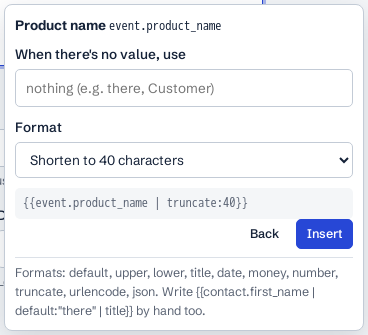 Product name event.product_name
When there's no value, use
nothing (e.g. there, Customer)
Format
Shorten to 40 characters
{{event.product_name | truncate:40}}
Back Insert
Formats: default, upper, lower, title, date, money, number,
truncate, urlencode, json. Write {{contact.first_name |
default:"there" | title}} by hand too.